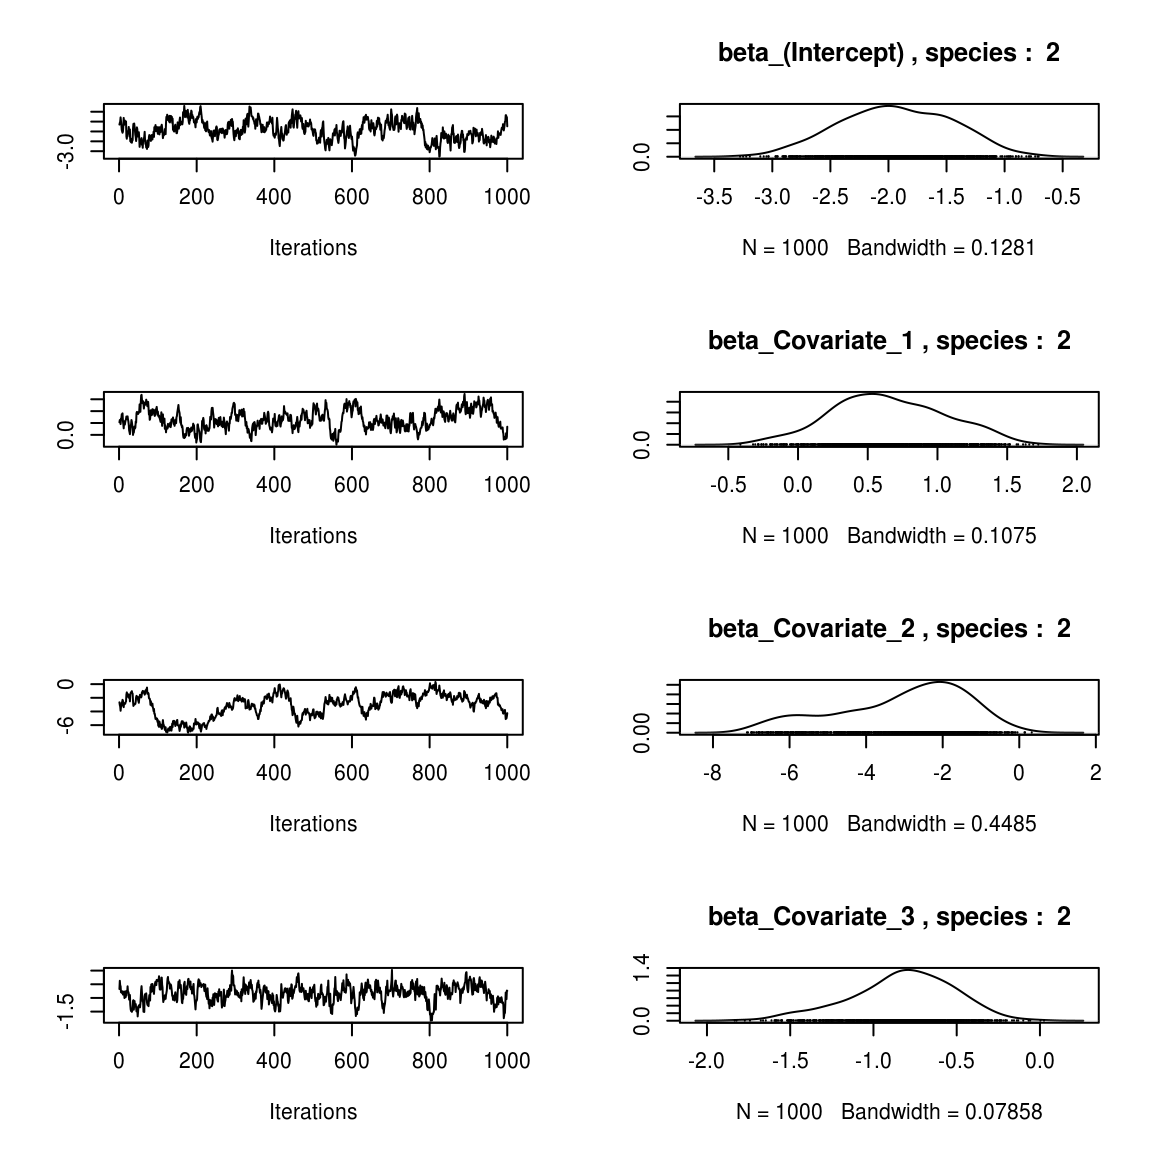 beta_(Intercept) , species :  2
-3.0
0 200 400 600 800 1000
Iterations
0.0
-3.5 -3.0 -2.5 -2.0 -1.5 -1.0 -0.5
N = 1000   Bandwidth = 0.1281
beta_Covariate_1 , species :  2
0.0
0 200 400 600 800 1000
Iterations
0.0
-0.5 0.0 0.5 1.0 1.5 2.0
N = 1000   Bandwidth = 0.1075
beta_Covariate_2 , species :  2
-6 0
0 200 400 600 800 1000
Iterations
0.00
-8 -6 -4 -2 0 2
N = 1000   Bandwidth = 0.4485
beta_Covariate_3 , species :  2
-1.5
0 200 400 600 800 1000
Iterations
0.0 1.4
-2.0 -1.5 -1.0 -0.5 0.0
N = 1000   Bandwidth = 0.07858